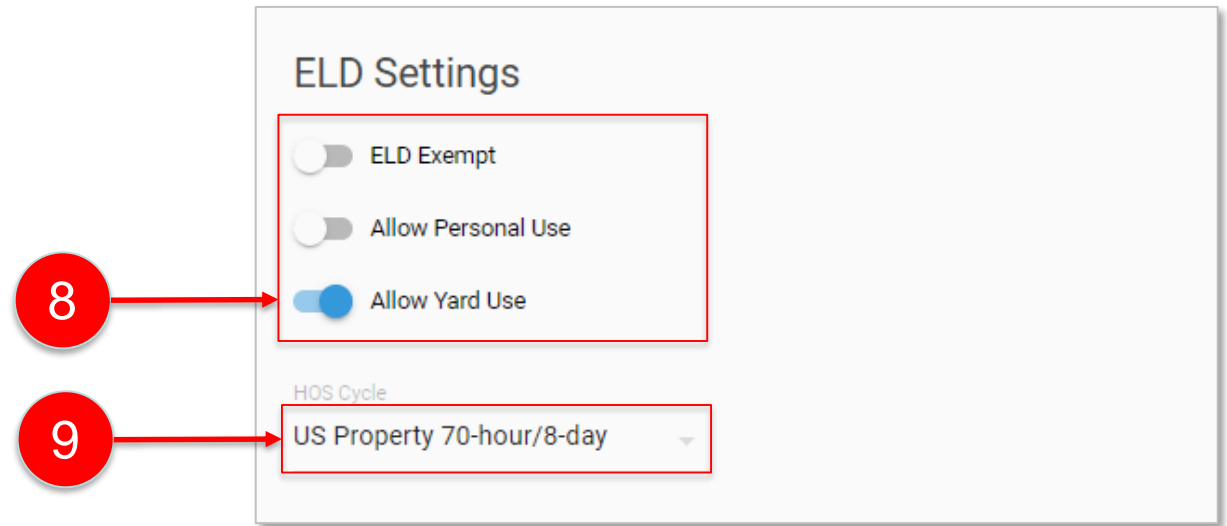 ELD Settings
ELD Exempt
Allow Personal Use
8
Allow Yard Use
HOS Cycle
9
US Property 70-hour/8-day